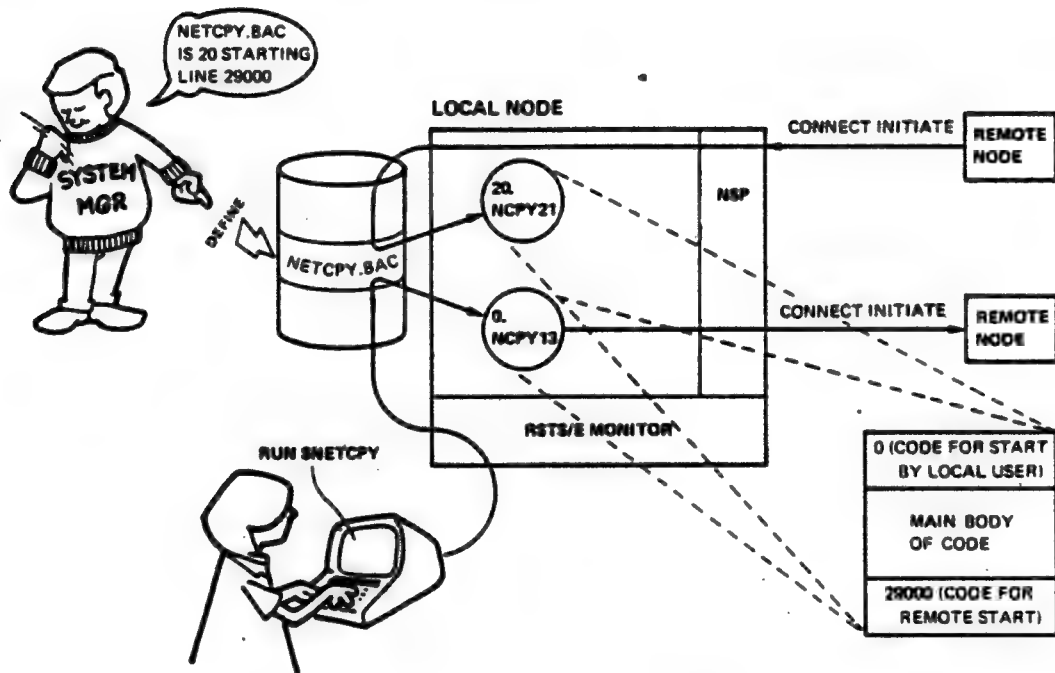 NETCPY.BAC
IS 20 STARTING
LINE 29000
SYSTEM
MGR
DEFINE
NETCPY.BAC
LOCAL NODE
20.
NCPY21
NSP
0.
NCPY13
RSTS/E MONITOR
CONNECT INITIATE
REMOTE
NODE
CONNECT INITIATE
REMOTE
NODE
RUN $NETCPY
0 (CODE FOR START
BY LOCAL USER)
MAIN BODY
OF CODE
29000 (CODE FOR
REMOTE START)